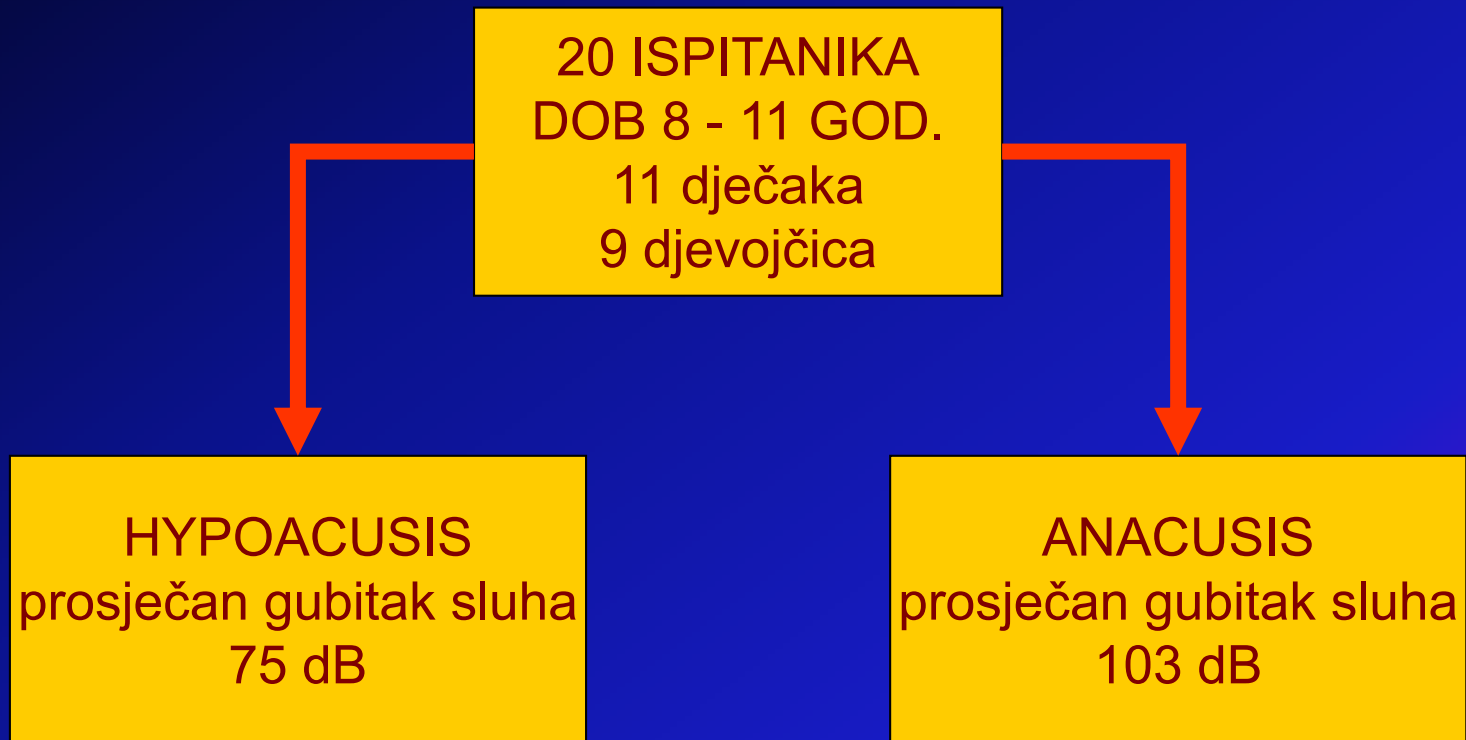 20 ISPITANIKA
DOB 8 - 11 GOD.
11 dječaka
9 djevojčica
HYPOACUSIS
prosječan gubitak sluha
75 dB
ANACUSIS
prosječan gubitak sluha
103 dB